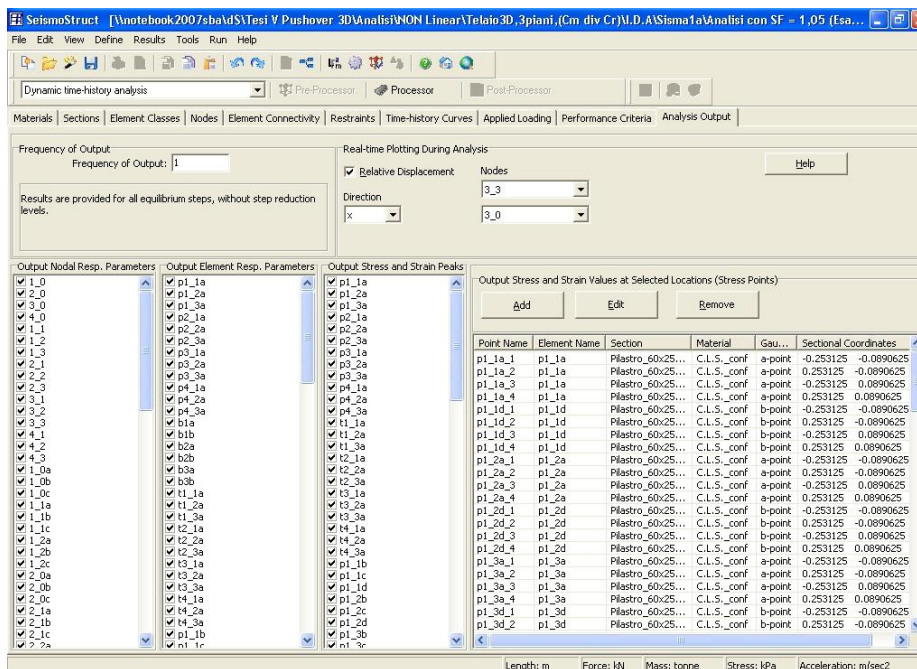 SeismoStruct [\\notebook2007sba\dS\Tesi \/ Pushover 3D\Analisi\NON Linear\Telaio3D,3piani,(Cm div Cr)\I.D.A\Sisma1a\Analisi con SF = 1,05 (Esa...
File Edit View Define Results Tools Run Help
Dynamic time-history analysis Pre-Processor Processor Post-Processor
Materials Sections Element Classes Nodes Element Connectivity Restraints Time-history Curves Applied Loading Performance Criteria Analysis Output
Frequency of Output
Frequency of Output: 1
Results are provided for all equilibrium steps, without step reduction
levels.
Real-time Plotting During Analysis
Relative Displacement
Direction
x
Nodes
3_3
3_0
Help
Output Nodal Resp. Parameters
1_0
2_0
3_0
4_0
1_1
1_2
1_3
2_1
2_2
2_3
3_1
3_2
3_3
4_1
4_2
4_3
1_0a
1_0b
1_0c
1_1a
1_1b
1_1c
1_2a
1_2b
1_2c
2_0a
2_0b
2_0c
2_1a
2_1b
2_1c
2_2a
Output Element Resp. Parameters
p1_1a
p1_2a
p1_3a
p2_1a
p2_2a
p2_3a
p3_1a
p3_2a
p3_3a
p4_1a
p4_2a
p4_3a
b1a
b1b
b2a
b2b
b3a
b3b
t1_1a
t1_2a
t1_3a
t2_1a
t2_2a
t2_3a
t3_1a
t3_2a
t3_3a
t4_1a
t4_2a
t4_3a
p1_1b
p1_1c
Output Stress and Strain Peaks
p1_1a
p1_2a
p1_3a
p2_1a
p2_2a
p2_3a
p3_1a
p3_2a
p3_3a
p4_1a
p4_2a
p4_3a
t1_1a
t1_2a
t1_3a
t2_1a
t2_2a
t2_3a
t3_1a
t3_2a
t3_3a
t4_1a
t4_2a
t4_3a
p1_1b
p1_1c
p1_1d
p1_2b
p1_2c
p1_2d
p1_3b
p1_3c
Output Stress and Strain Values at Selected Locations (Stress Points)
Add Edit Remove
Point Name Element Name Section Material Gau... Sectional Coordinates
p1_1a_1 p1_1a Pilastro_60x25... C.L.S._conf a-point -0.253125 -0.0890625
p1_1a_2 p1_1a Pilastro_60x25... C.L.S._conf a-point 0.253125 -0.0890625
p1_1a_3 p1_1a Pilastro_60x25... C.L.S._conf a-point -0.253125 0.0890625
p1_1a_4 p1_1a Pilastro_60x25... C.L.S._conf a-point 0.253125 0.0890625
p1_1d_1 p1_1d Pilastro_60x25... C.L.S._conf b-point -0.253125 -0.0890625
p1_1d_2 p1_1d Pilastro_60x25... C.L.S._conf b-point 0.253125 -0.0890625
p1_1d_3 p1_1d Pilastro_60x25... C.L.S._conf b-point -0.253125 0.0890625
p1_1d_4 p1_1d Pilastro_60x25... C.L.S._conf b-point 0.253125 0.0890625
p1_2a_1 p1_2a Pilastro_60x25... C.L.S._conf a-point -0.253125 -0.0890625
p1_2a_2 p1_2a Pilastro_60x25... C.L.S._conf a-point 0.253125 -0.0890625
p1_2a_3 p1_2a Pilastro_60x25... C.L.S._conf a-point -0.253125 0.0890625
p1_2a_4 p1_2a Pilastro_60x25... C.L.S._conf a-point 0.253125 0.0890625
p1_2d_1 p1_2d Pilastro_60x25... C.L.S._conf b-point -0.253125 -0.0890625
p1_2d_2 p1_2d Pilastro_60x25... C.L.S._conf b-point 0.253125 -0.0890625
p1_2d_3 p1_2d Pilastro_60x25... C.L.S._conf b-point -0.253125 0.0890625
p1_2d_4 p1_2d Pilastro_60x25... C.L.S._conf b-point 0.253125 0.0890625
p1_3a_1 p1_3a Pilastro_60x25... C.L.S._conf a-point -0.253125 -0.0890625
p1_3a_2 p1_3a Pilastro_60x25... C.L.S._conf a-point 0.253125 -0.0890625
p1_3a_3 p1_3a Pilastro_60x25... C.L.S._conf a-point -0.253125 0.0890625
p1_3a_4 p1_3a Pilastro_60x25... C.L.S._conf a-point 0.253125 0.0890625
p1_3d_1 p1_3d Pilastro_60x25... C.L.S._conf b-point -0.253125 -0.0890625
p1_3d_2 p1_3d Pilastro_60x25... C.L.S._conf b-point 0.253125 -0.0890625
Length: m Force: kN Mass: tonne Stress: kPa Acceleration: m/sec2